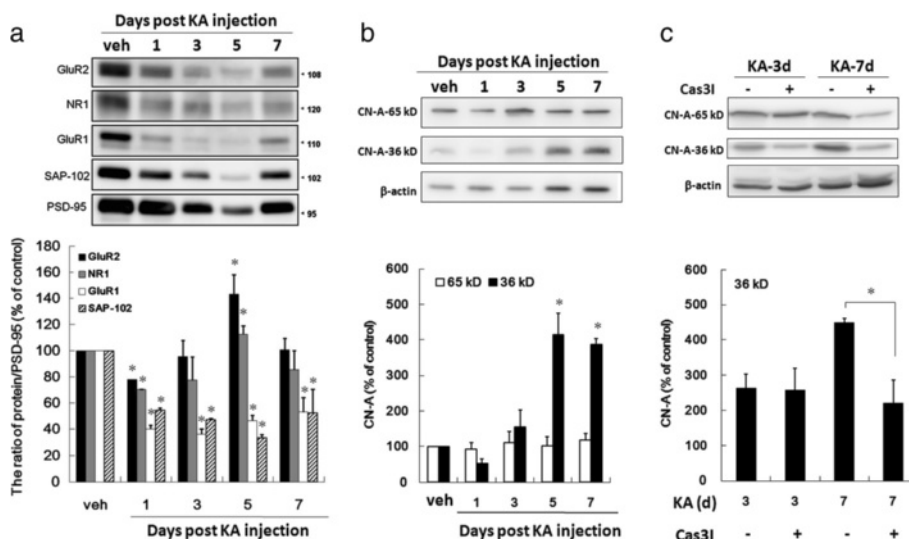 a
Days post KA injection
veh 1 3 5 7
GluR2
- 108
NR1
- 120
GluR1
- 110
SAP-102
- 102
PSD-95
- 95
The ratio of protein/PSD-95 (% of control)
180
160
140
120
100
80
60
40
20
0
GluR2
NR1
GluR1
SAP-102
* * * *
* *
* * * *
* *
veh 1 3 5 7
Days post KA injection
b
Days post KA injection
veh 1 3 5 7
CN-A-65 kD
CN-A-36 kD
β-actin
CN-A (% of control)
600
500
400
300
200
100
0
65 kD 36 kD
* *
veh 1 3 5 7
Days post KA injection
c
KA-3d KA-7d
Cas3I - + - +
CN-A-65 kD
CN-A-36 kD
β-actin
CN-A (% of control)
600
500
400
300
200
100
0
36 kD
*
KA (d) 3 3 7 7
Cas3I - + - +